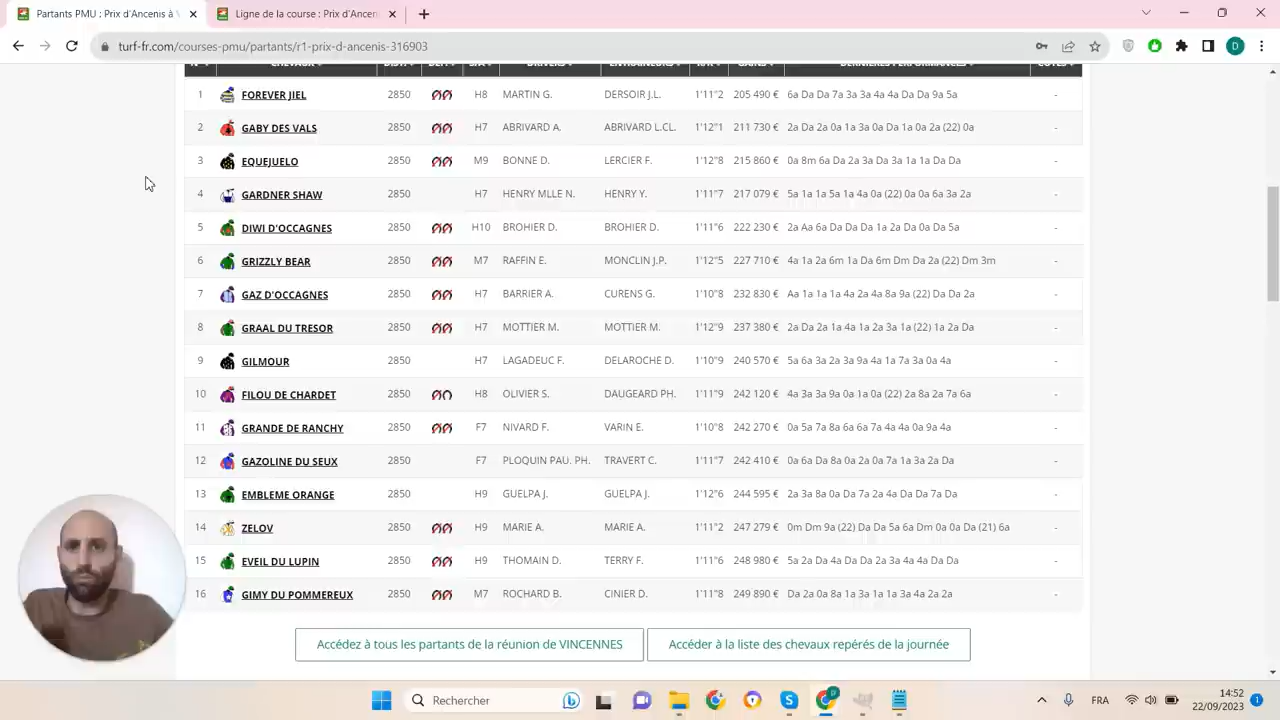 Partants PMU : Prix d'Ancenis à V
Ligne de la course : Prix d'Ancen
turf-fr.com/courses-pmu/partants/r1-prix-d-ancenis-316903
D
1 FOREVER JIEL 2850 H8 MARTIN G. DERSOIR J.L. 1'11"2 205 490 € 6a Da Da 7a 3a 3a 4a 4a Da Da 9a 5a -
2 GABY DES VALS 2850 H7 ABRIVARD A. ABRIVARD L.CL. 1'12"1 211 730 € 2a Da 2a 0a 1a 3a 0a Da 1a 0a 2a (22) 0a -
3 EQUEJUELO 2850 M9 BONNE D. LERCIER F. 1'12"8 215 860 € 0a 8m 6a Da 2a 3a Da 3a 1a 1a Da Da -
4 GARDNER SHAW 2850 H7 HENRY MLLE N. HENRY Y. 1'11"7 217 079 € 5a 1a 1a 5a 1a 4a 0a (22) 0a 0a 6a 3a 2a -
5 DIWI D'OCCAGNES 2850 H10 BROHIER D. BROHIER D. 1'11"6 222 230 € 2a Aa 6a Da Da Da 1a 2a Da 0a Da 5a -
6 GRIZZLY BEAR 2850 M7 RAFFIN E. MONCLIN J.P. 1'12"5 227 710 € 4a 1a 2a 6m 1a Da 6m Dm Da 2a (22) Dm 3m -
7 GAZ D'OCCAGNES 2850 H7 BARRIER A. CURENS G. 1'10"8 232 830 € Aa 1a 1a 1a 4a 2a 4a 8a 9a (22) Da Da 2a -
8 GRAAL DU TRESOR 2850 H7 MOTTIER M. MOTTIER M. 1'12"9 237 380 € 2a Da 2a 1a 4a 1a 2a 3a 1a (22) 1a 2a Da -
9 GILMOUR 2850 H7 LAGADEUC F. DELAROCHE D. 1'10"9 240 570 € 5a 6a 3a 2a 3a 9a 4a 1a 7a 3a 0a 4a -
10 FILOU DE CHARDET 2850 H8 OLIVIER S. DAUGEARD PH. 1'11"9 242 120 € 4a 3a 3a 9a 0a 1a 0a (22) 2a 8a 2a 7a 6a -
11 GRANDE DE RANCHY 2850 F7 NIVARD F. VARIN E. 1'10"8 242 270 € 0a 5a 7a 8a 6a 6a 7a 4a 4a 0a 9a 4a -
12 GAZOLINE DU SEUX 2850 F7 PLOQUIN PAU. PH. TRAVERT C. 1'11"7 242 410 € 0a 6a Da 8a 0a 2a 0a 7a 1a 3a 2a Da -
13 EMBLEME ORANGE 2850 H9 GUELPA J. GUELPA J. 1'12"6 244 595 € 2a 3a 8a 0a Da 7a 2a 4a Da Da 7a Da -
14 ZELOV 2850 H9 MARIE A. MARIE A. 1'11"2 247 279 € 0m Dm 9a (22) Da Da 5a 6a Dm 0a 0a Da (21) 6a -
15 EVEIL DU LUPIN 2850 H9 THOMAIN D. TERRY F. 1'11"6 248 980 € 5a 2a Da 4a Da Da 2a 3a 4a 4a Da Da -
16 GIMY DU POMMEREUX 2850 M7 ROCHARD B. CINIER D. 1'11"8 249 890 € Da 2a 0a 8a 1a 3a 1a 1a 3a 4a 2a 2a -
Accédez à tous les partants de la réunion de VINCENNES
Accéder à la liste des chevaux repérés de la journée
Rechercher
FRA
14:52
22/09/2023
1